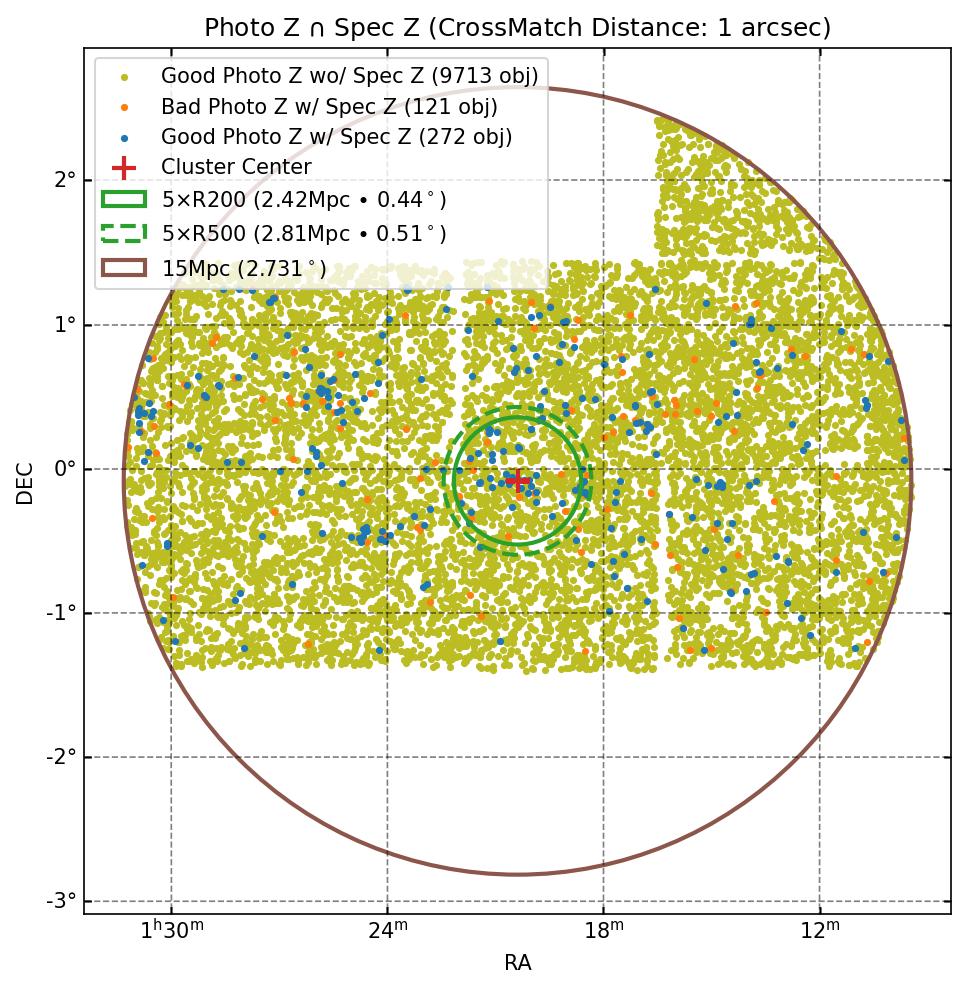 Photo Z ∩ Spec Z (CrossMatch Distance: 1 arcsec)
Good Photo Z wo/ Spec Z (9713 obj)
Bad Photo Z w/ Spec Z (121 obj)
Good Photo Z w/ Spec Z (272 obj)
Cluster Center
5×R200 (2.42Mpc • 0.44°)
5×R500 (2.81Mpc • 0.51°)
15Mpc (2.731°)
2°
1°
0°
-1°
-2°
-3°
DEC
1ʰ30ᵐ 24ᵐ 18ᵐ 12ᵐ
RA